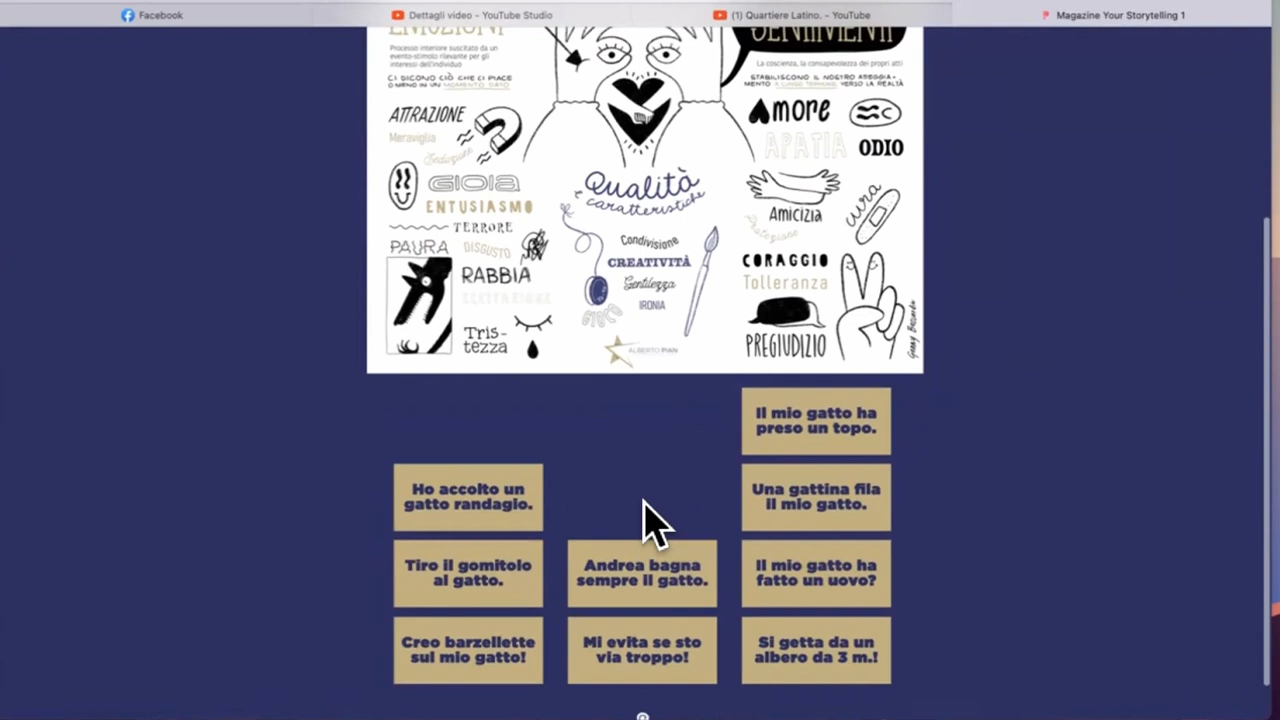 Facebook
Dettagli video - YouTube Studio
(1) Quartiere Latino. - YouTube
Magazine Your Storytelling 1
EMOZIONI
SENTIMENTI
Processo interiore suscitato da un
evento-stimolo rilevante per gli
interessi dell'individuo
CI DICONO CIÒ CHE CI PIACE
O MENO IN UN MOMENTO DATO
La coscienza, la consapevolezza dei propri atti
STABILISCONO IL NOSTRO ATEGGIA-
MENTO A LUNGO TERMINE VERSO LA REALTÀ
ATTRAZIONE
Meraviglia
Seduzione
GIOIA
ENTUSIASMO
TERRORE
PAURA
DISGUSTO
RABBIA
ECCITAZIONE
Tris-
tezza
Qualità
e caratteristiche
Condivisione
CREATIVITÀ
Gentilezza
IRONIA
GIOCO
ALBERTO PIAN
Amore
APATIA
ODIO
Amicizia
cura
Protezione
CORAGGIO
Tolleranza
PREGIUDIZIO
Il mio gatto ha
preso un topo.
Ho accolto un
gatto randagio.
Una gattina fila
il mio gatto.
Tiro il gomitolo
al gatto.
Andrea bagna
sempre il gatto.
Il mio gatto ha
fatto un uovo?
Creo barzellette
sul mio gatto!
Mi evita se sto
via troppo!
Si getta da un
albero da 3 m.!